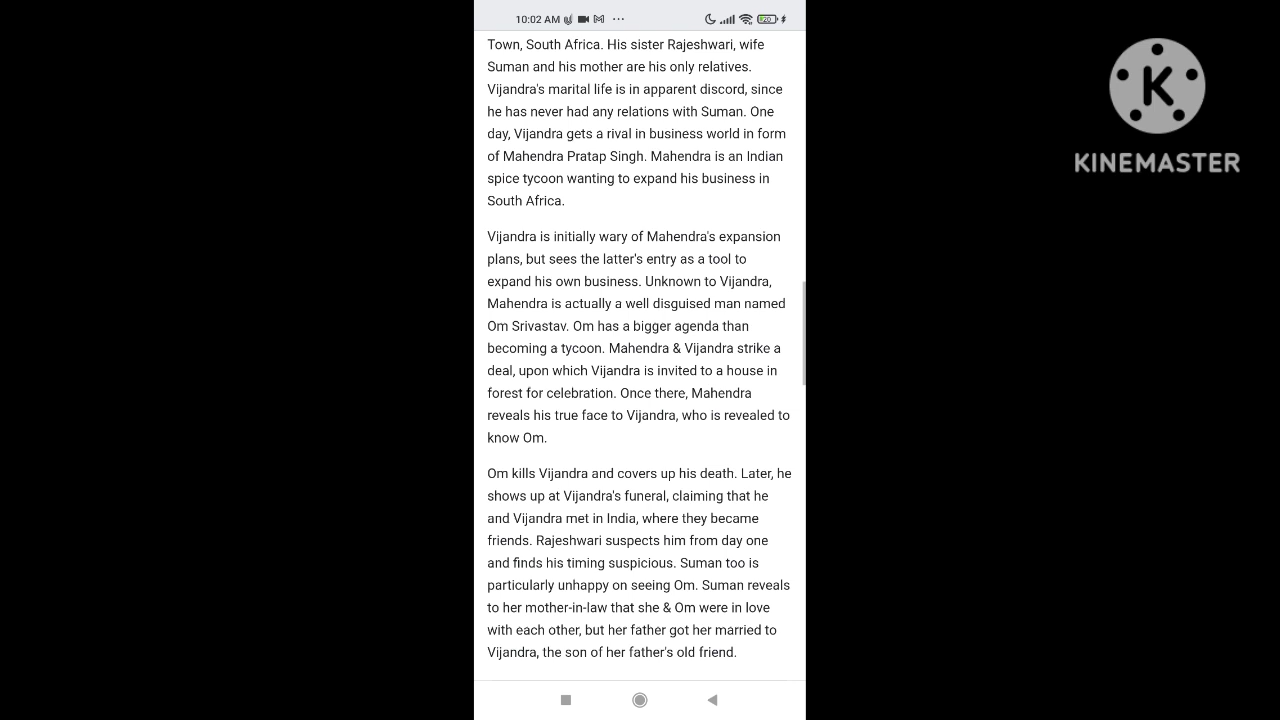 10:02 AM
20
Town, South Africa. His sister Rajeshwari, wife
Suman and his mother are his only relatives.
Vijandra's marital life is in apparent discord, since
he has never had any relations with Suman. One
day, Vijandra gets a rival in business world in form
of Mahendra Pratap Singh. Mahendra is an Indian
spice tycoon wanting to expand his business in
South Africa.
Vijandra is initially wary of Mahendra's expansion
plans, but sees the latter's entry as a tool to
expand his own business. Unknown to Vijandra,
Mahendra is actually a well disguised man named
Om Srivastav. Om has a bigger agenda than
becoming a tycoon. Mahendra & Vijandra strike a
deal, upon which Vijandra is invited to a house in
forest for celebration. Once there, Mahendra
reveals his true face to Vijandra, who is revealed to
know Om.
Om kills Vijandra and covers up his death. Later, he
shows up at Vijandra's funeral, claiming that he
and Vijandra met in India, where they became
friends. Rajeshwari suspects him from day one
and finds his timing suspicious. Suman too is
particularly unhappy on seeing Om. Suman reveals
to her mother-in-law that she & Om were in love
with each other, but her father got her married to
Vijandra, the son of her father's old friend.
K
KINEMASTER